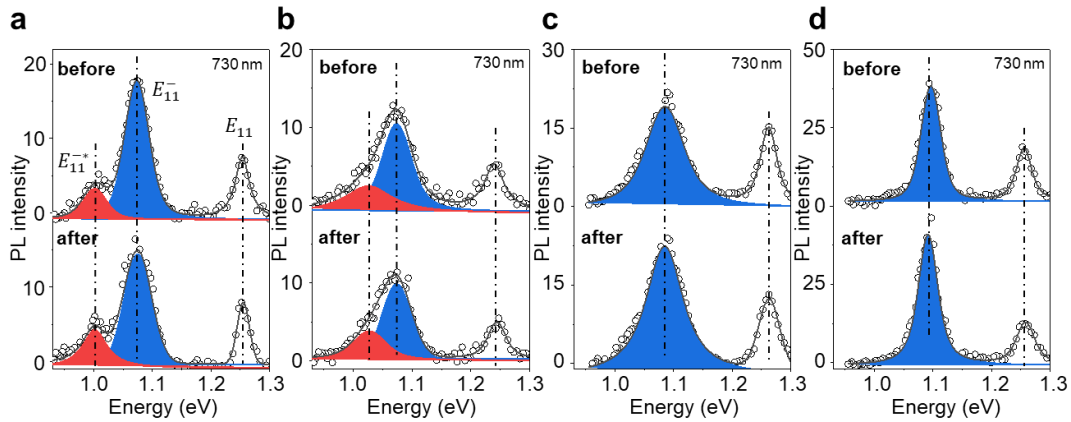 a
20
before
730 nm
E₁₁⁻
E₁₁
E₁₁⁻*
10
0
after
10
0
PL intensity
1.0 1.1 1.2 1.3
Energy (eV)
b
20
before
730 nm
10
0
after
10
0
PL intensity
1.0 1.1 1.2 1.3
Energy (eV)
c
30
before
730 nm
15
0
after
15
0
PL intensity
1.0 1.1 1.2 1.3
Energy (eV)
d
50
before
730 nm
25
0
after
25
0
PL intensity
1.0 1.1 1.2 1.3
Energy (eV)